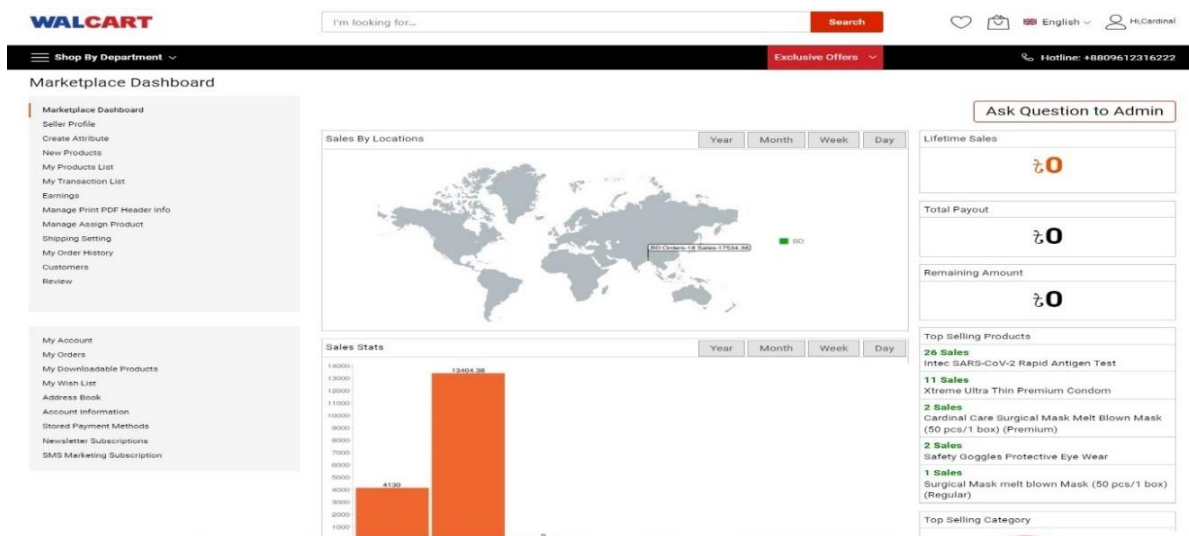 WALCART
I'm looking for...
Search
English
Hi,Cardinal
Shop By Department
Exclusive Offers
Hotline: +8809612316222
Marketplace Dashboard
Marketplace Dashboard
Seller Profile
Create Attribute
New Products
My Products List
My Transaction List
Earnings
Manage Print PDF Header Info
Manage Assign Product
Shipping Setting
My Order History
Customers
Review
My Account
My Orders
My Downloadable Products
My Wish List
Address Book
Account Information
Stored Payment Methods
Newsletter Subscriptions
SMS Marketing Subscription
Sales By Locations
Year Month Week Day
BD Orders-18 Sales-17534.38
BD
Sales Stats
Year Month Week Day
14000
13000
12000
11000
10000
9000
8000
7000
6000
5000
4000
3000
2000
1000
4130
13404.38
0
Ask Question to Admin
Lifetime Sales
৳0
Total Payout
৳0
Remaining Amount
৳0
Top Selling Products
26 Sales
Intec SARS-CoV-2 Rapid Antigen Test
11 Sales
Xtreme Ultra Thin Premium Condom
2 Sales
Cardinal Care Surgical Mask Melt Blown Mask
(50 pcs/1 box) (Premium)
2 Sales
Safety Goggles Protective Eye Wear
1 Sales
Surgical Mask melt blown Mask (50 pcs/1 box)
(Regular)
Top Selling Category